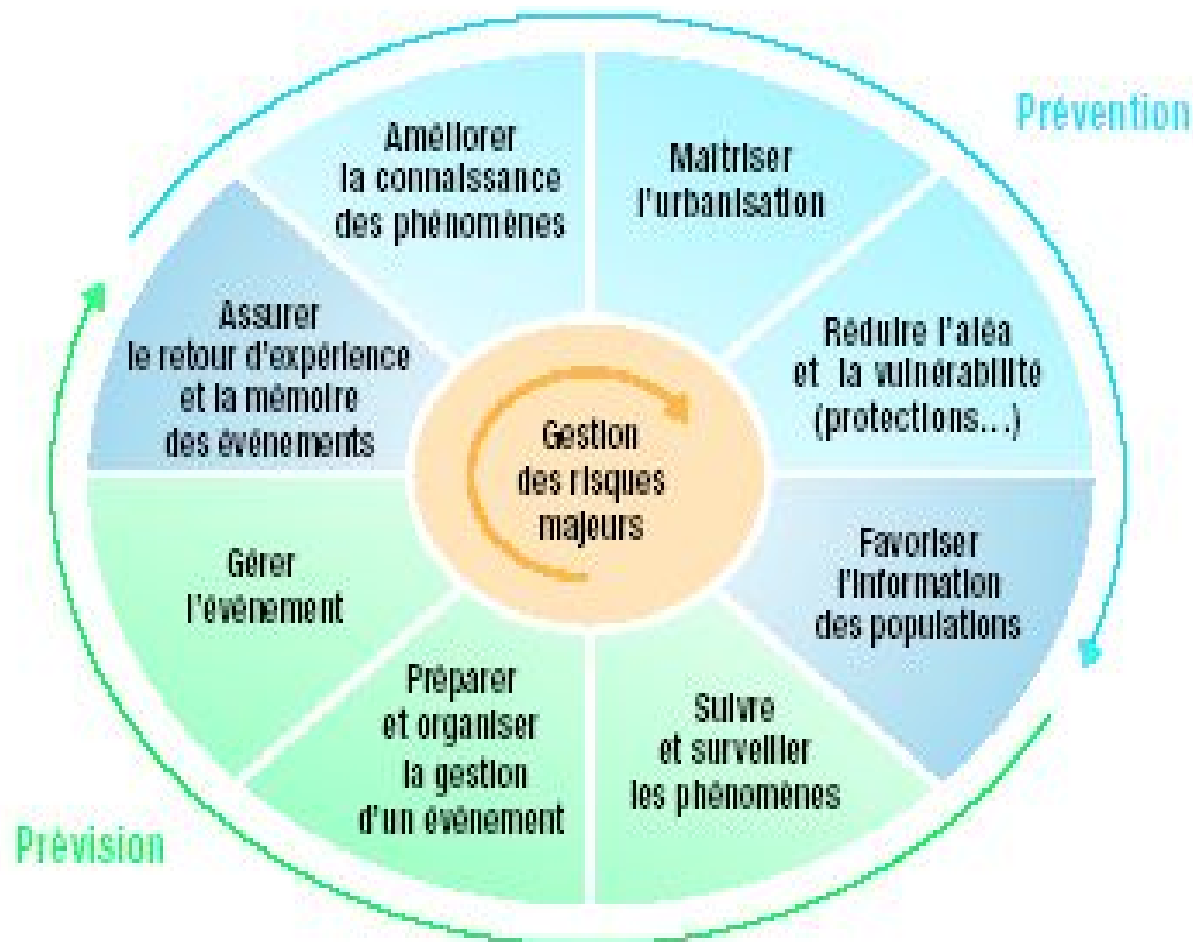 Prévention
Améliorer
la connaissance
des phénomènes
Maîtriser
l'urbanisation
Réduire l'aléa
et la vulnérabilité
(protections...)
Favoriser
l'information
des populations
Suivre
et surveiller
les phénomènes
Préparer
et organiser
la gestion
d'un événement
Gérer
l'événement
Assurer
le retour d'expérience
et la mémoire
des événements
Gestion
des risques
majeurs
Prévision